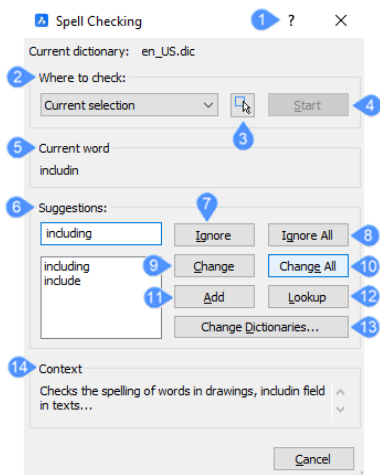 Spell Checking 1 ?
Current dictionary: en_US.dic
2 Where to check:
Current selection Start 4
3
5 Current word
includin
6 Suggestions: 7
including Ignore Ignore All 8
including 9 Change Change All 10
include
11 Add Lookup 12
Change Dictionaries... 13
14 Context
Checks the spelling of words in drawings, includin field
in texts...
Cancel